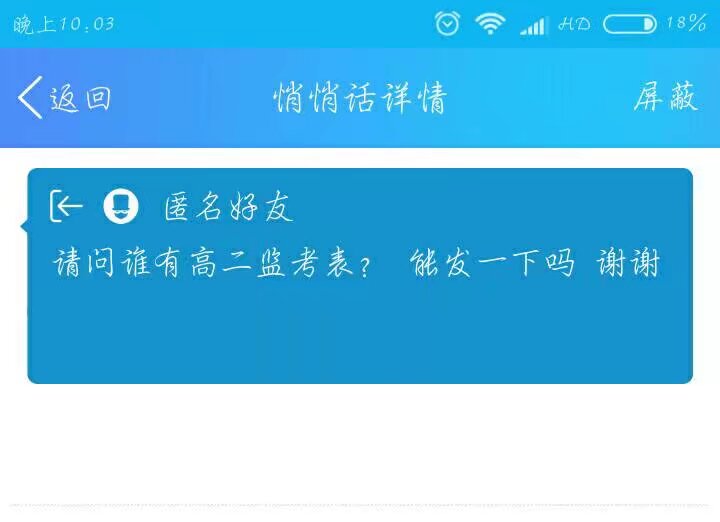 晚上10:03 HD 18%
返回 悄悄话详情 屏蔽
匿名好友
请问谁有高二监考表？ 能发一下吗 谢谢